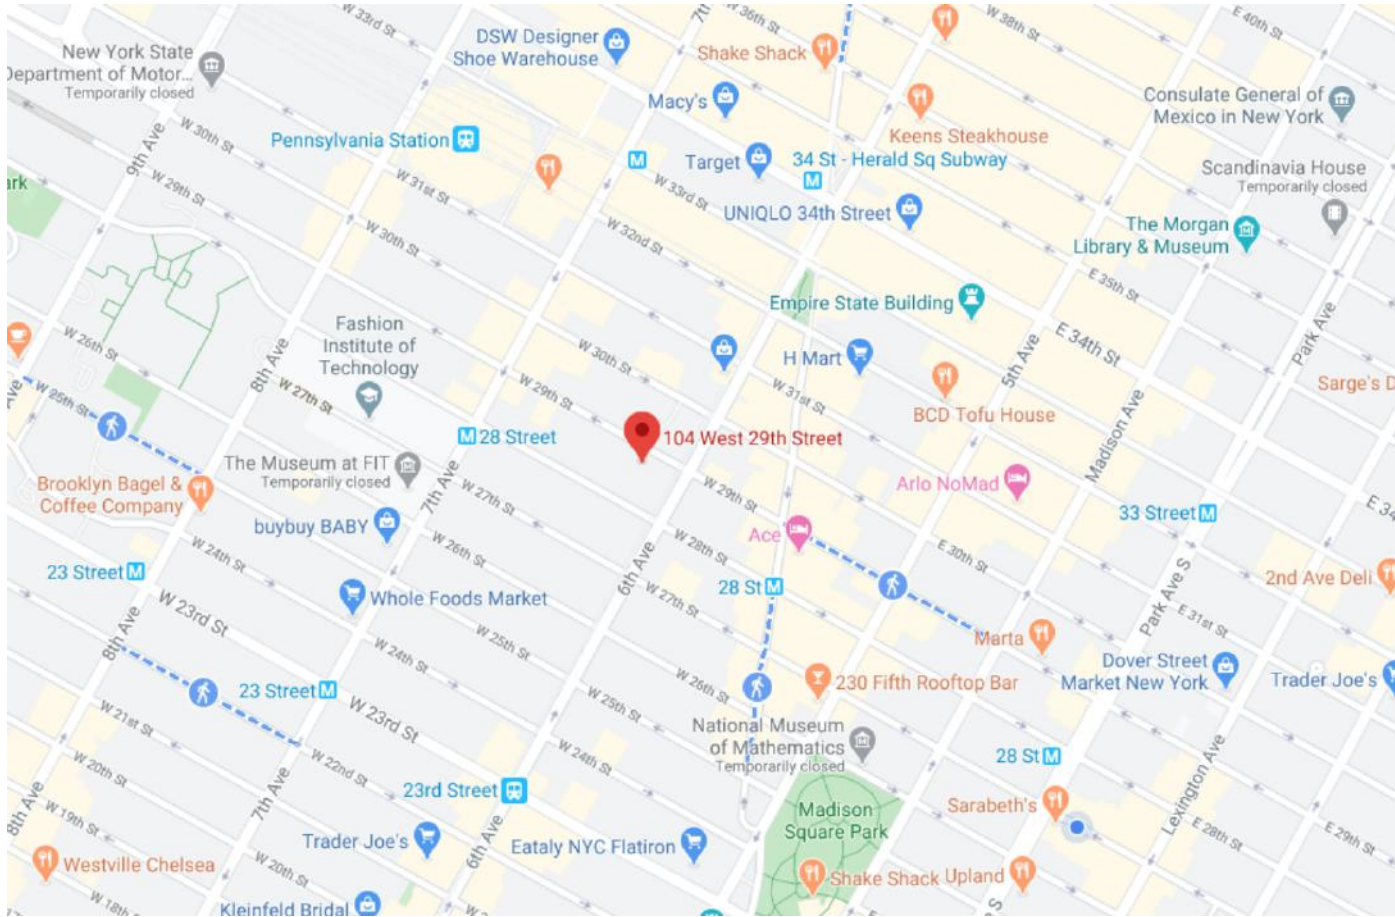 W 33rd St
7th
W 36th St
W 38th St
E 40th St
DSW Designer
Shoe Warehouse
Shake Shack
New York State
Department of Motor...
Temporarily closed
Macy's
Consulate General of
Mexico in New York
Keens Steakhouse
9th Ave
W 30th St
Pennsylvania Station
M
Target
34 St - Herald Sq Subway
M
Scandinavia House
Temporarily closed
ark
W 29th St
W 31st St
W 33rd St
UNIQLO 34th Street
The Morgan
Library & Museum
W 30th St
W 32nd St
E 35th St
Empire State Building
Park Ave
Fashion
Institute of
Technology
E 34th St
W 26th St
8th Ave
W 30th St
H Mart
5th Ave
Sarge's D
W 25th St
W 27th St
W 29th St
W 31st St
BCD Tofu House
Ave
M 28 Street
104 West 29th Street
Madison Ave
The Museum at FIT
Temporarily closed
Brooklyn Bagel &
Coffee Company
7th Ave
W 27th St
W 29th St
Arlo NoMad
33 Street M
E 34
buybuy BABY
W 26th St
W 28th St
Ace
E 30th St
W 24th St
6th Ave
23 Street M
28 St M
2nd Ave Deli
W 23rd St
Whole Foods Market
W 27th St
Park Ave S
E 31st St
8th Ave
W 25th St
Marta
W 24th St
Dover Street
Market New York
Trader Joe's
23 Street M
W 26th St
230 Fifth Rooftop Bar
W 21st St
W 23rd St
W 25th St
National Museum
of Mathematics
Temporarily closed
28 St M
W 20th St
W 22nd St
W 24th St
23rd Street
8th Ave
7th Ave
Lexington Ave
Sarabeth's
W 19th St
Madison
Square Park
E 28th St
E 29th St
Trader Joe's
6th Ave
Eataly NYC Flatiron
Westville Chelsea
W 20th St
Shake Shack
Upland
W 18th St
Kleinfeld Bridal
W
e S